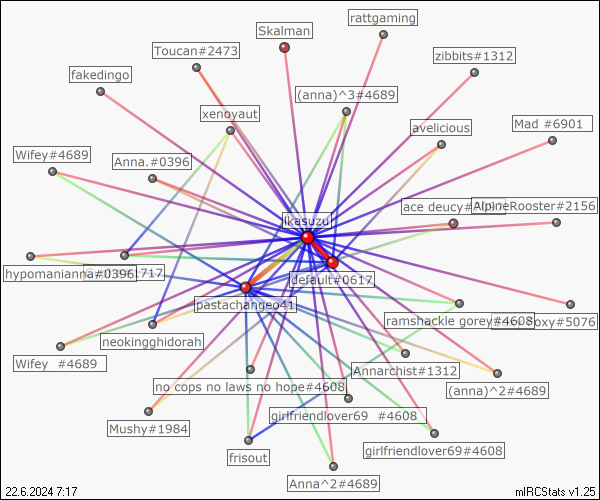 rattgaming
Skalman
Toucan#2473
zibbits#1312
fakedingo
(anna)^3#4689
xenoyaut
avelicious
Mad #6901
Wifey#4689
Anna.#0396
ikasuzu
ace deucy
AlpineRooster#2156
hypomanianna#0396
1717
default#0617
pastachangeo41
ramshackle gorey#4608
oxy#5076
neokingghidorah
Wifey #4689
Annarchist#1312
no cops no laws no hope#4608
(anna)^2#4689
girlfriendlover69 #4608
Mushy#1984
frisout
girlfriendlover69#4608
Anna^2#4689
22.6.2024 7:17
mIRCStats v1.25